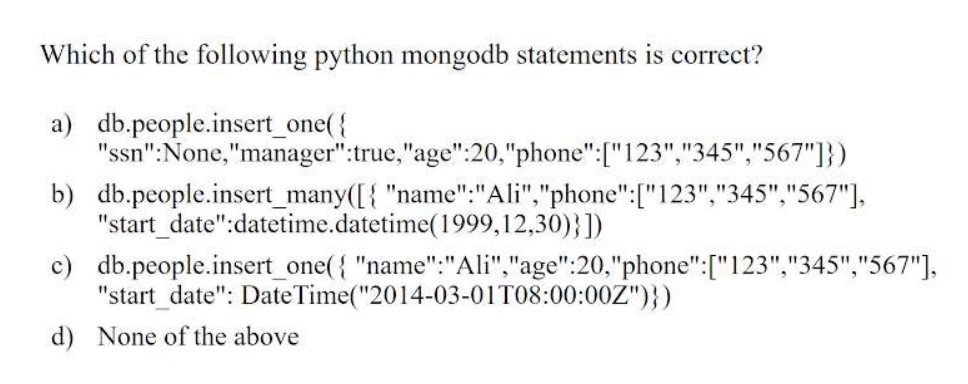 Which of the following python mongodb statements is correct?
a) db.people.insert_one({
"ssn":None,"manager":true,"age":20,"phone":["123","345","567"]})
b) db.people.insert_many([{ "name":"Ali","phone":["123","345","567"],
"start_date":datetime.datetime(1999,12,30)}])
c) db.people.insert_one({ "name":"Ali","age":20,"phone":["123","345","567"],
"start_date": DateTime("2014-03-01T08:00:00Z")})
d) None of the above